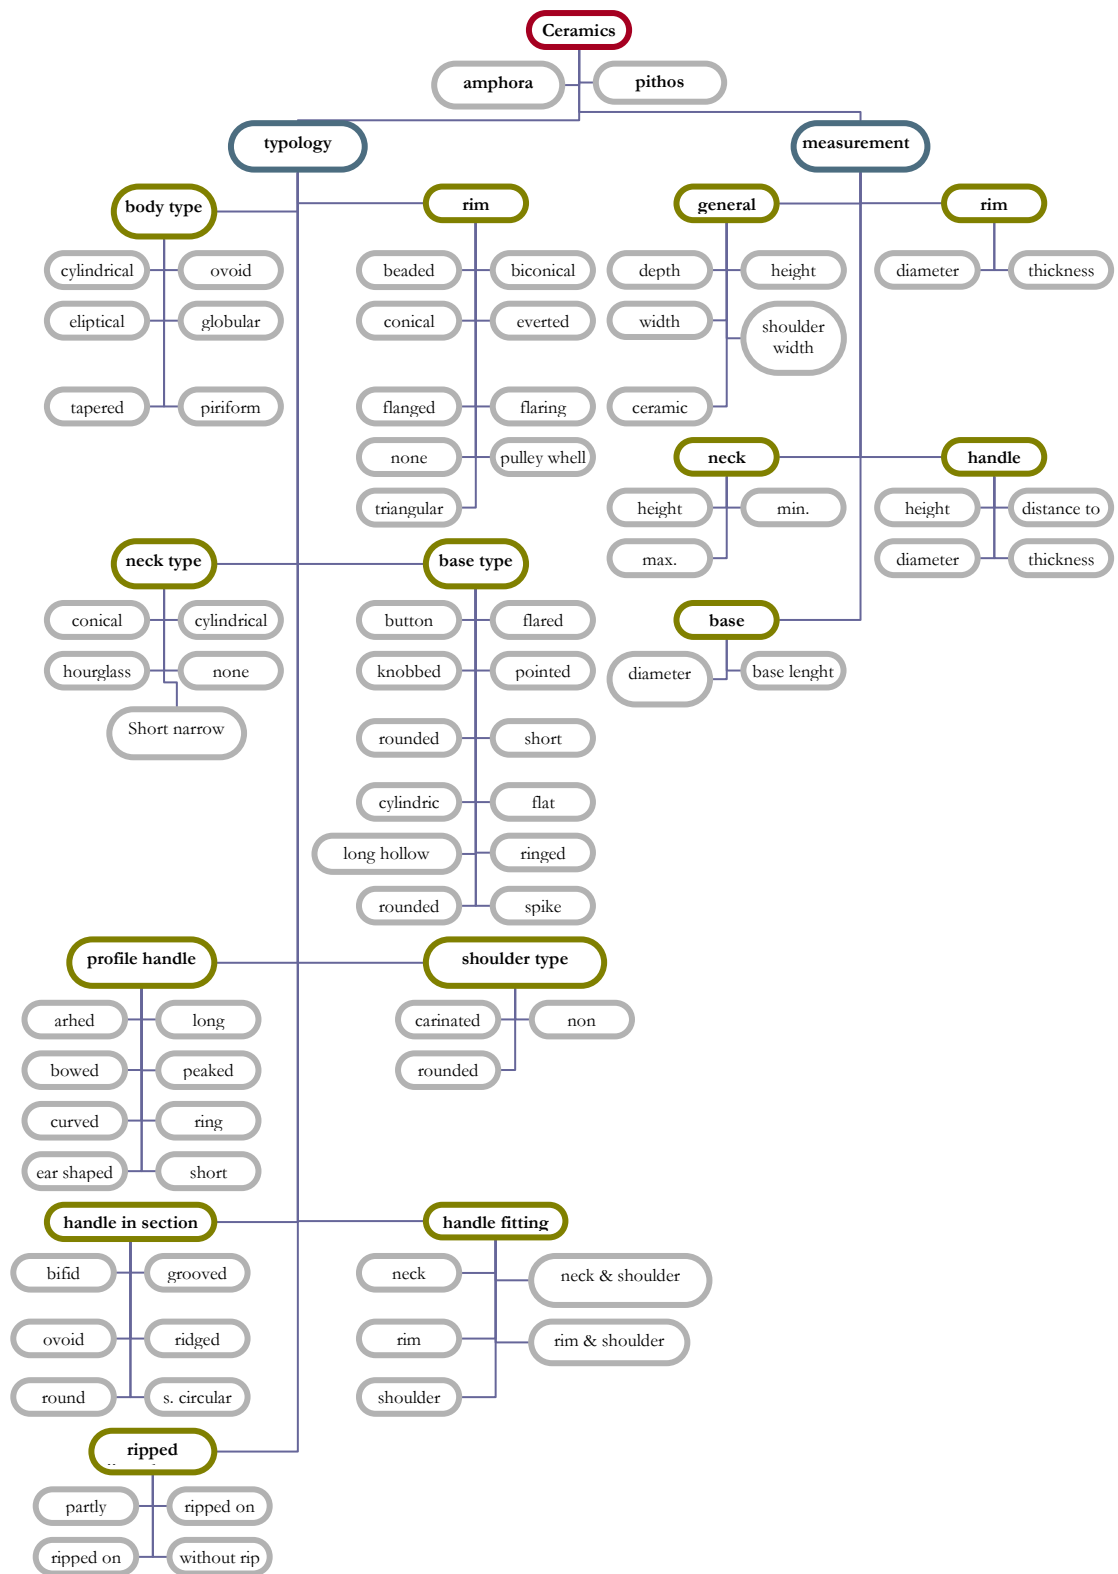 Ceramics
amphora
pithos
typology
measurement
body type
rim
general
rim
cylindrical
ovoid
beaded
biconical
depth
height
diameter
thickness
eliptical
globular
conical
everted
width
shoulder
width
tapered
piriform
flanged
flaring
ceramic
none
pulley whell
neck
handle
triangular
height
min.
height
distance to
neck type
base type
max.
diameter
thickness
conical
cylindrical
button
flared
base
hourglass
none
knobbed
pointed
diameter
base lenght
Short narrow
rounded
short
cylindric
flat
long hollow
ringed
rounded
spike
profile handle
shoulder type
arhed
long
carinated
non
bowed
peaked
rounded
curved
ring
ear shaped
short
handle in section
handle fitting
bifid
grooved
neck
neck & shoulder
ovoid
ridged
rim
rim & shoulder
round
s. circular
shoulder
ripped
partly
ripped on
ripped on
without rip